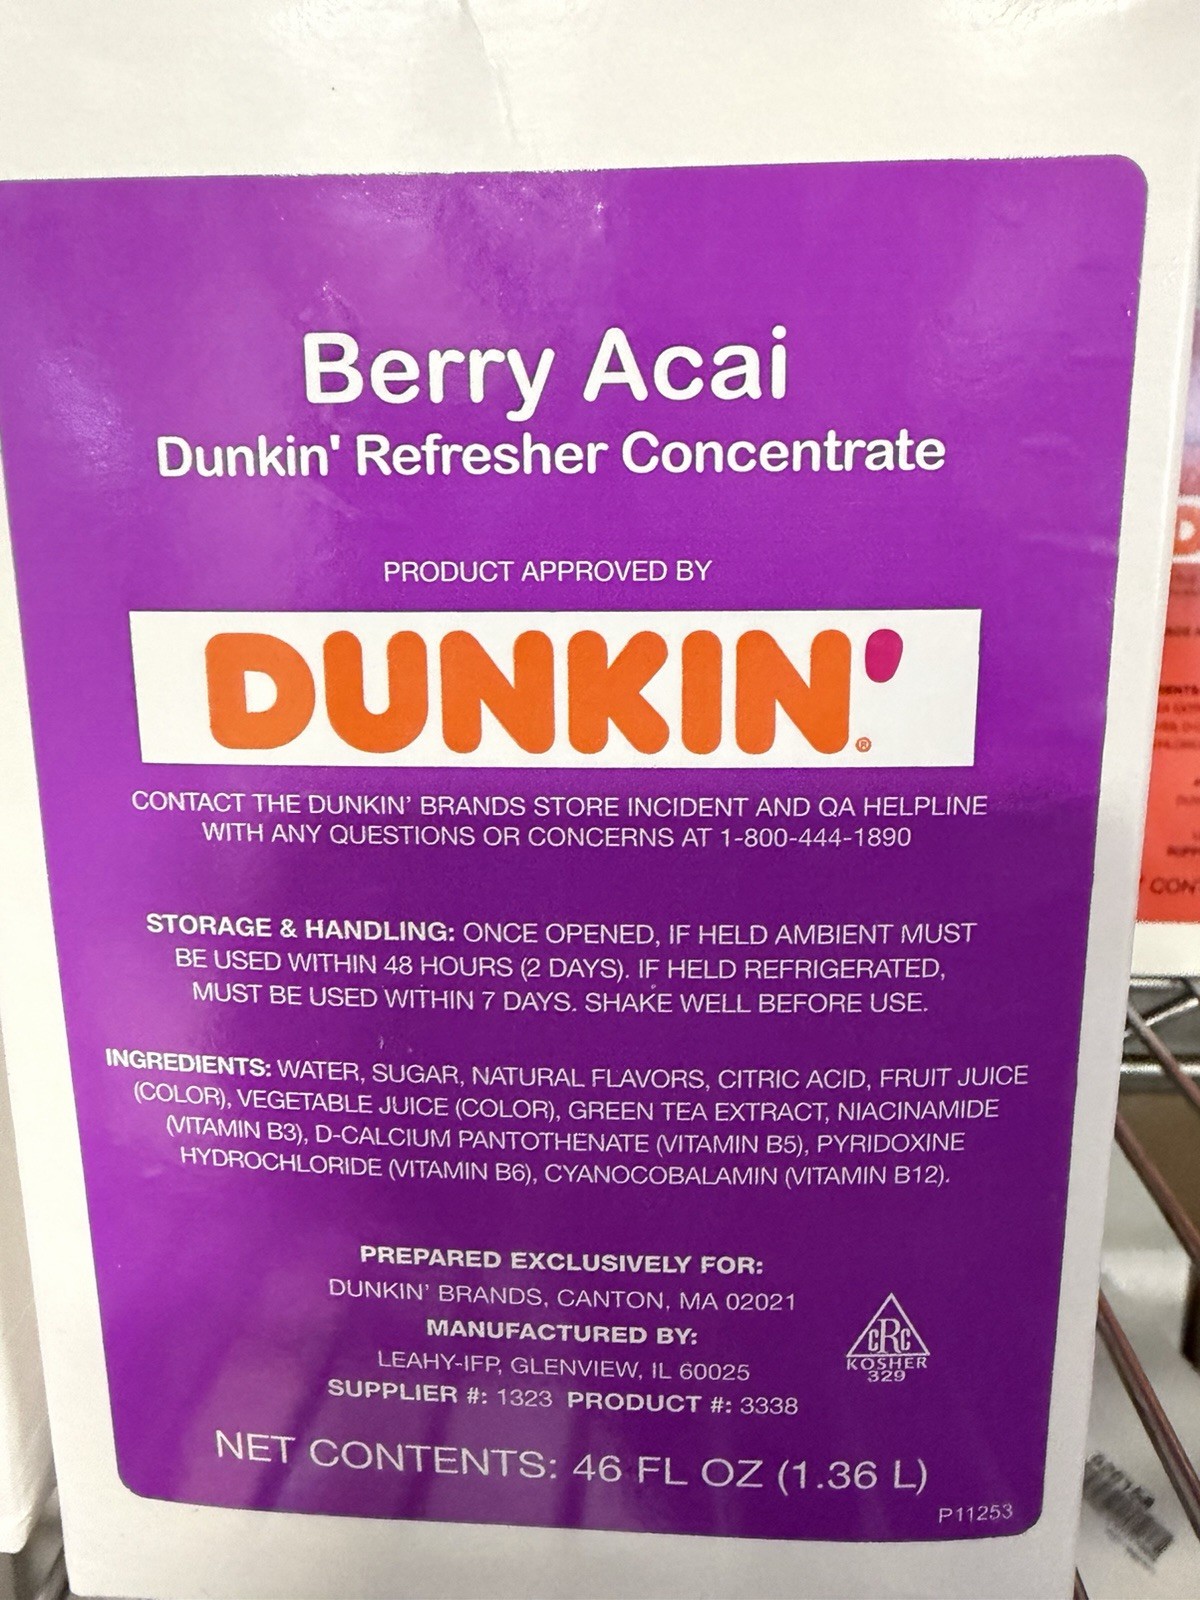 Berry Acai
Dunkin' Refresher Concentrate
PRODUCT APPROVED BY
DUNKIN'®
CONTACT THE DUNKIN' BRANDS STORE INCIDENT AND QA HELPLINE
WITH ANY QUESTIONS OR CONCERNS AT 1-800-444-1890
STORAGE & HANDLING: ONCE OPENED, IF HELD AMBIENT MUST
BE USED WITHIN 48 HOURS (2 DAYS). IF HELD REFRIGERATED,
MUST BE USED WITHIN 7 DAYS. SHAKE WELL BEFORE USE.
INGREDIENTS: WATER, SUGAR, NATURAL FLAVORS, CITRIC ACID, FRUIT JUICE
(COLOR), VEGETABLE JUICE (COLOR), GREEN TEA EXTRACT, NIACINAMIDE
(VITAMIN B3), D-CALCIUM PANTOTHENATE (VITAMIN B5), PYRIDOXINE
HYDROCHLORIDE (VITAMIN B6), CYANOCOBALAMIN (VITAMIN B12).
PREPARED EXCLUSIVELY FOR:
DUNKIN' BRANDS, CANTON, MA 02021
MANUFACTURED BY:
LEAHY-IFP, GLENVIEW, IL 60025
SUPPLIER #: 1323 PRODUCT #: 3338
CRC
KOSHER
329
NET CONTENTS: 46 FL OZ (1.36 L)
P11253